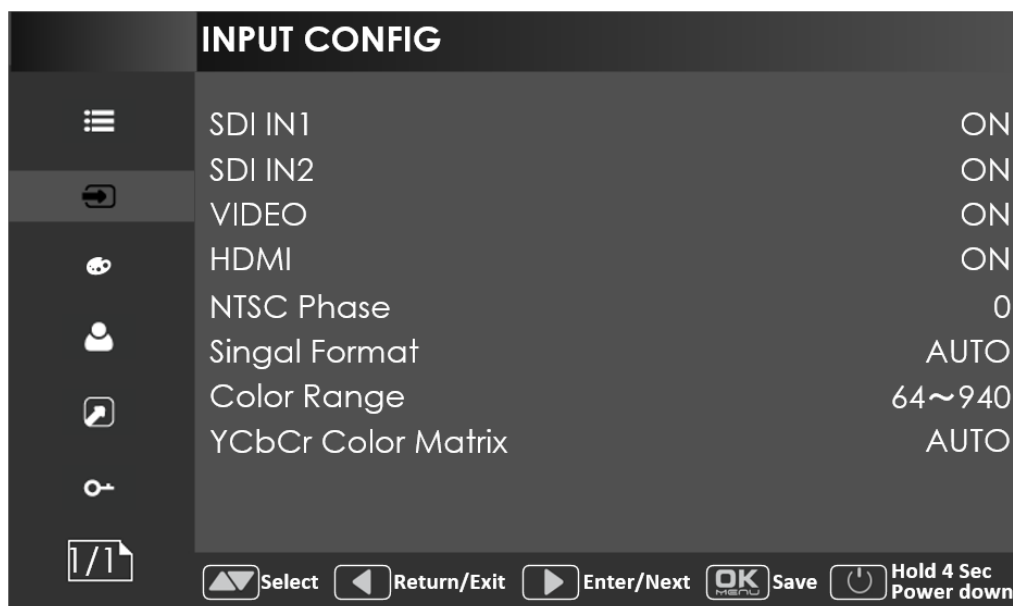 INPUT CONFIG
SDI IN1 ON
SDI IN2 ON
VIDEO ON
HDMI ON
NTSC Phase 0
Singal Format AUTO
Color Range 64~940
YCbCr Color Matrix AUTO
1/1
Select Return/Exit Enter/Next OK MENU Save Hold 4 Sec
Power down